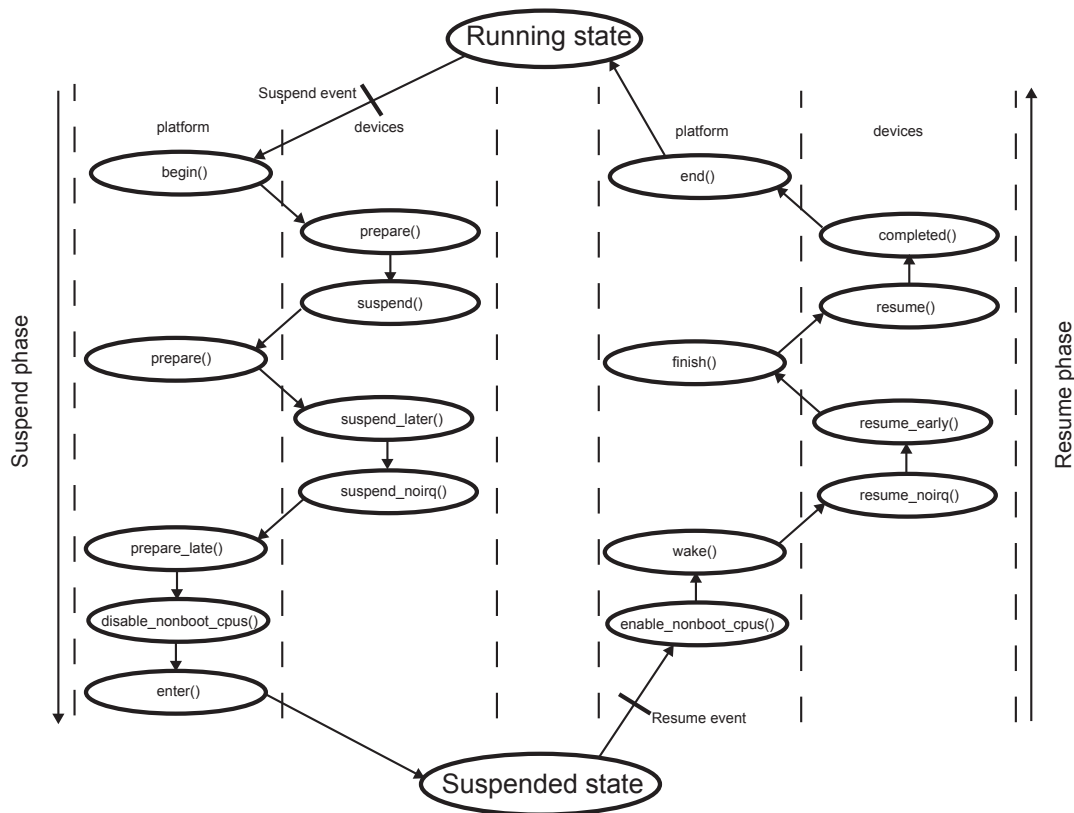 Running state
Suspend event
platform
devices
platform
devices
begin()
end()
prepare()
completed()
suspend()
resume()
prepare()
finish()
suspend_later()
resume_early()
suspend_noirq()
resume_noirq()
prepare_late()
wake()
disable_nonboot_cpus()
enable_nonboot_cpus()
enter()
Resume event
Suspended state
Suspend phase
Resume phase